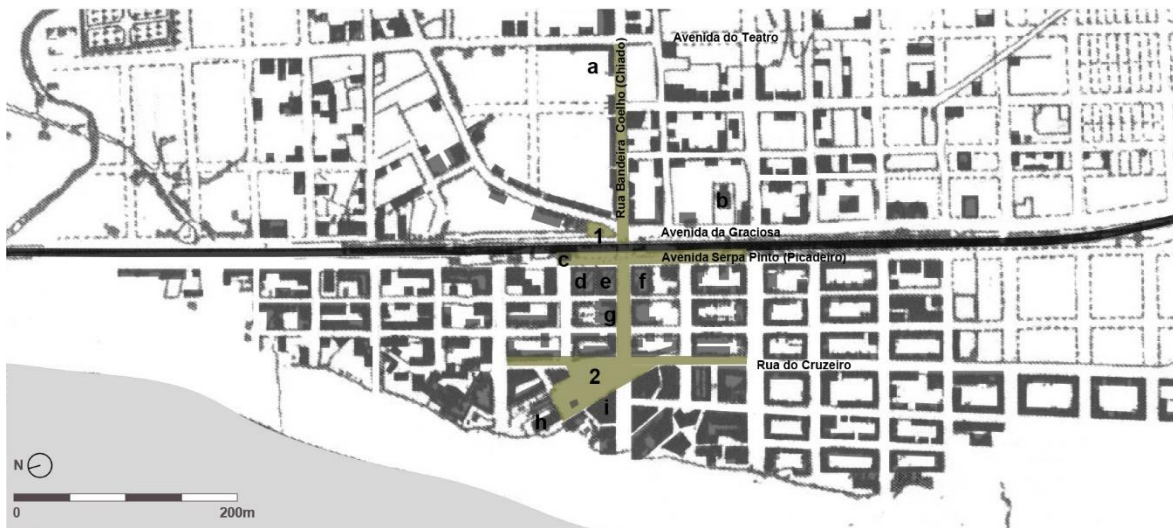 Avenida do Teatro
a
Rua Bandeira Coelho (Chiado)
b
1
Avenida da Graciosa
c
Avenida Serpa Pinto (Picadeiro)
d
e
f
g
Rua do Cruzeiro
2
i
h
N
0
200m